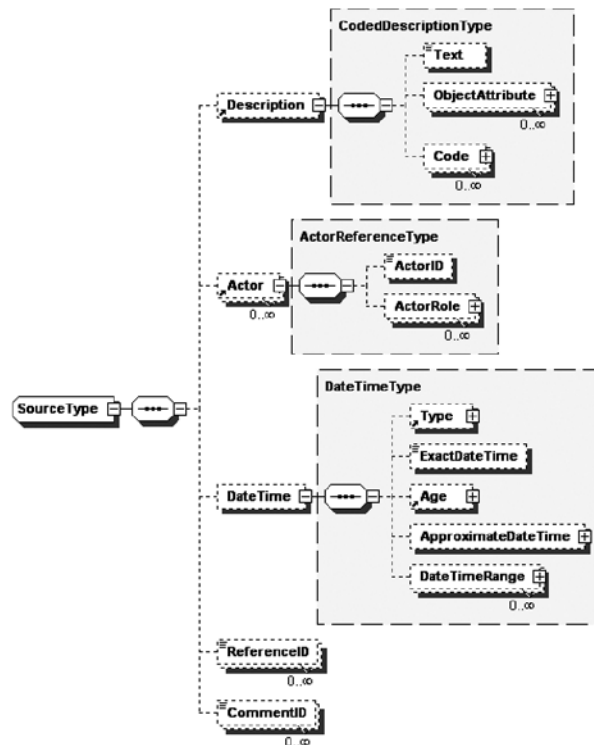 CodedDescriptionType
Text
ObjectAttribute
0..∞
Code
0..∞
Description
ActorReferenceType
ActorID
ActorRole
0..∞
Actor
0..∞
SourceType
DateTimeType
Type
ExactDateTime
Age
ApproximateDateTime
DateTimeRange
0..∞
DateTime
ReferenceID
0..∞
CommentID
0..∞